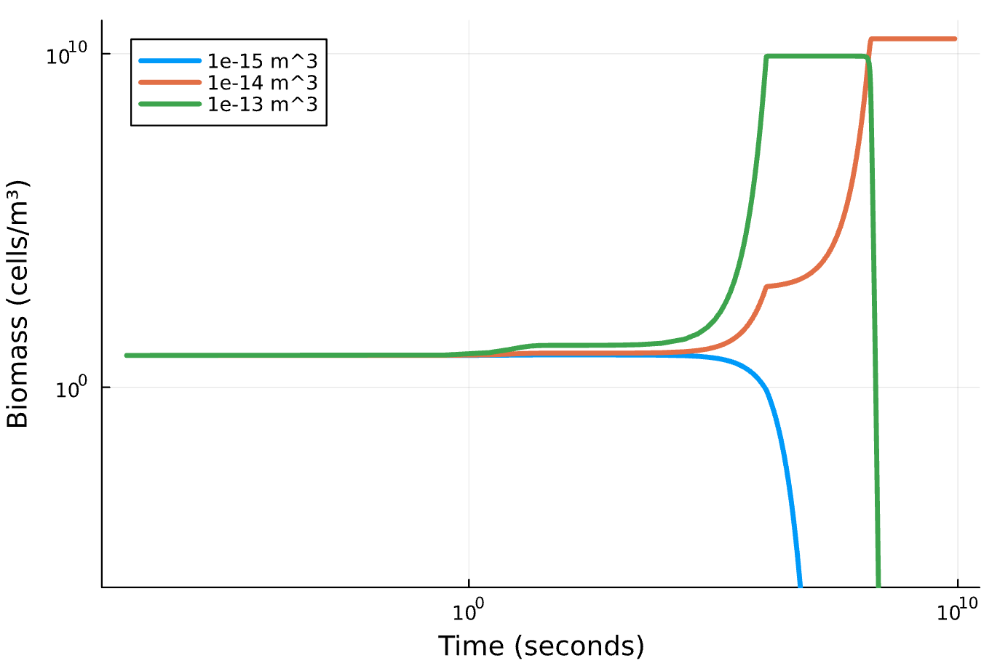 10^10
1e-15 m^3
1e-14 m^3
1e-13 m^3
Biomass (cells/m³)
10^0
10^0
10^10
Time (seconds)